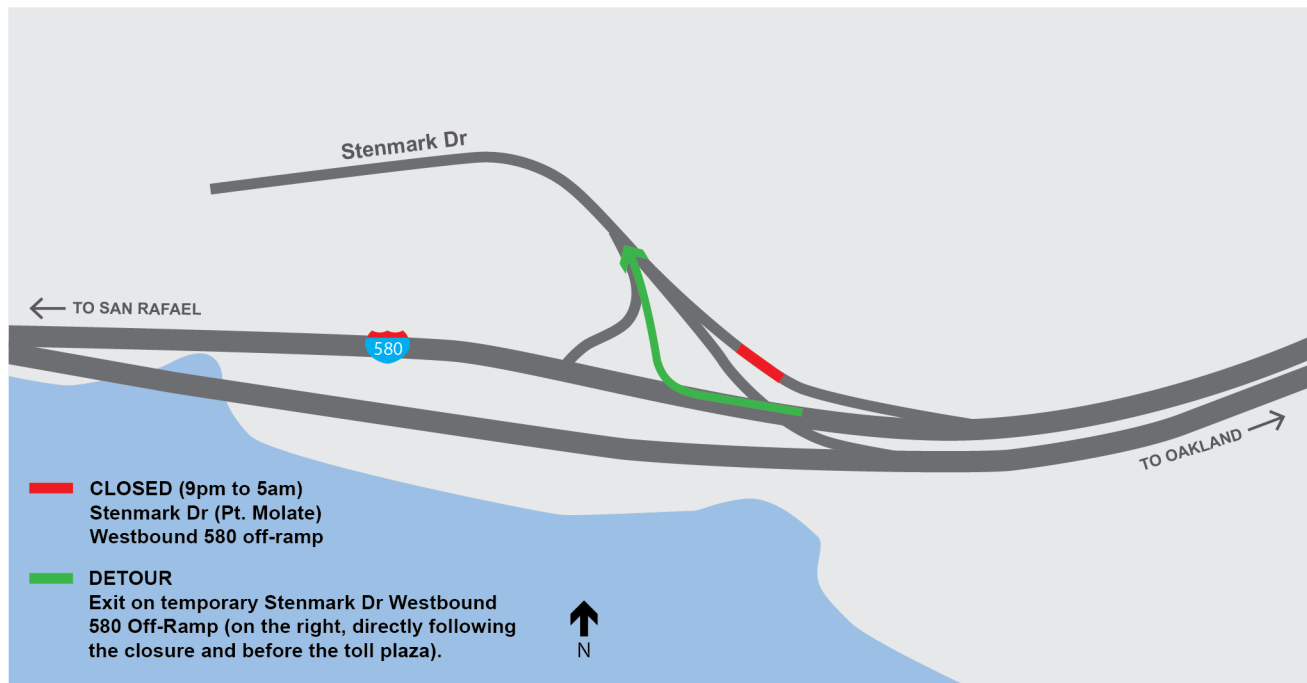 Stenmark Dr
TO SAN RAFAEL
580
TO OAKLAND
CLOSED (9pm to 5am)
Stenmark Dr (Pt. Molate)
Westbound 580 off-ramp
DETOUR
Exit on temporary Stenmark Dr Westbound
580 Off-Ramp (on the right, directly following
the closure and before the toll plaza).
N